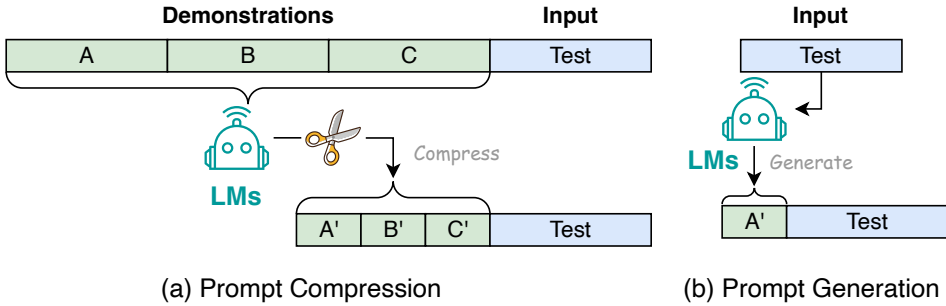 Demonstrations Input
A B C Test
LMs
Compress
A' B' C' Test
(a) Prompt Compression
Input
Test
LMs
Generate
A' Test
(b) Prompt Generation